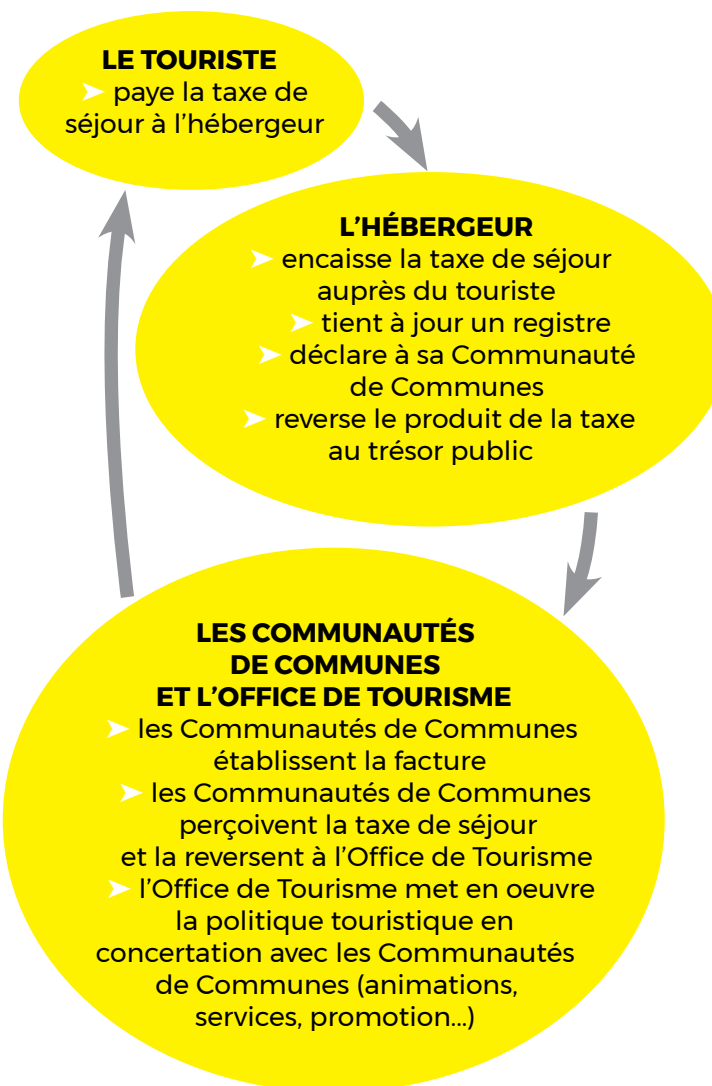 LE TOURISTE
➤ paye la taxe de
séjour à l’hébergeur
L’HÉBERGEUR
➤ encaisse la taxe de séjour
auprès du touriste
➤ tient à jour un registre
➤ déclare à sa Communauté
de Communes
➤ reverse le produit de la taxe
au trésor public
LES COMMUNAUTÉS
DE COMMUNES
ET L’OFFICE DE TOURISME
➤ les Communautés de Communes
établissent la facture
➤ les Communautés de Communes
perçoivent la taxe de séjour
et la reversent à l’Office de Tourisme
➤ l’Office de Tourisme met en oeuvre
la politique touristique en
concertation avec les Communautés
de Communes (animations,
services, promotion...)